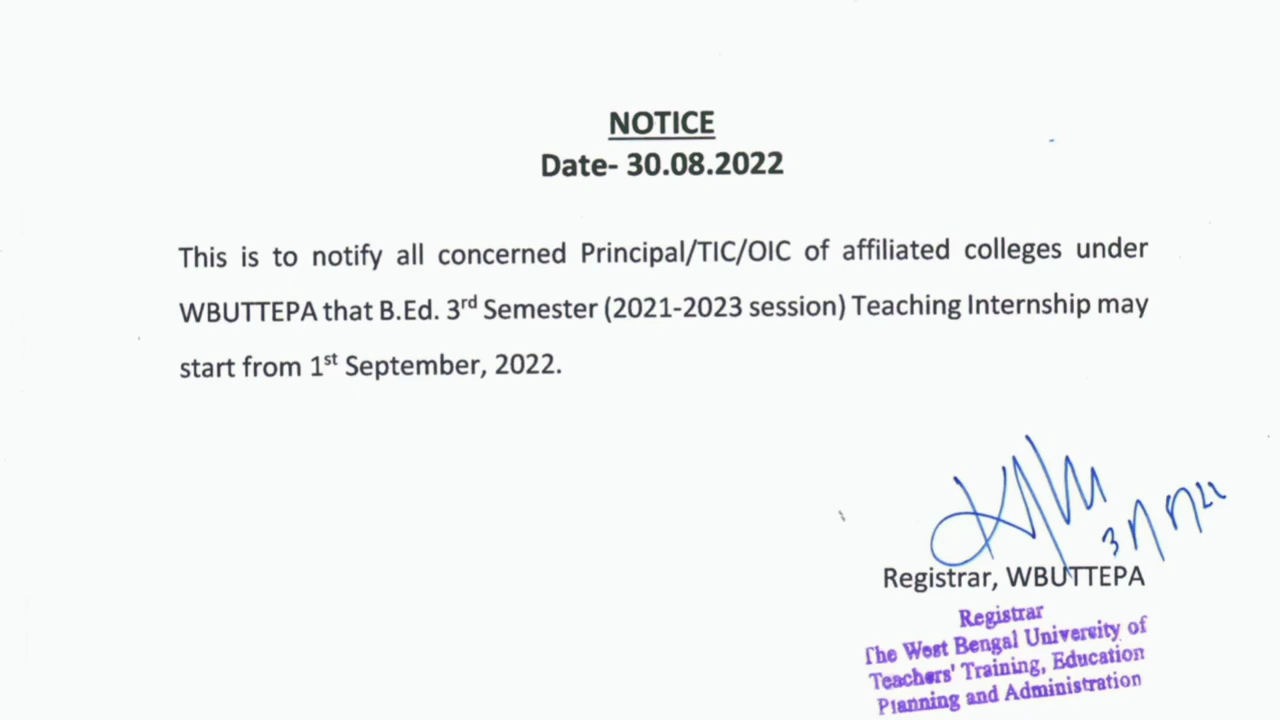 NOTICE
Date- 30.08.2022
This is to notify all concerned Principal/TIC/OIC of affiliated colleges under
WBUTTEPA that B.Ed. 3rd Semester (2021-2023 session) Teaching Internship may
start from 1st September, 2022.
Registrar, WBUTTEPA
Registrar
The West Bengal University of
Teachers' Training, Education
Planning and Administration